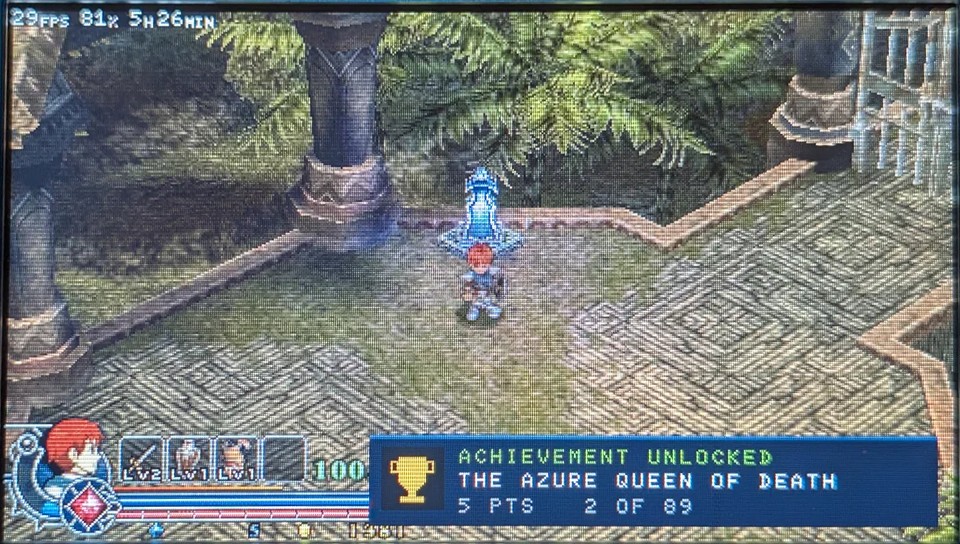 29FPS 81% 5H26MIN
LV2 LV1 LV1
100
ACHIEVEMENT UNLOCKED
THE AZURE QUEEN OF DEATH
5 PTS 2 OF 89
5